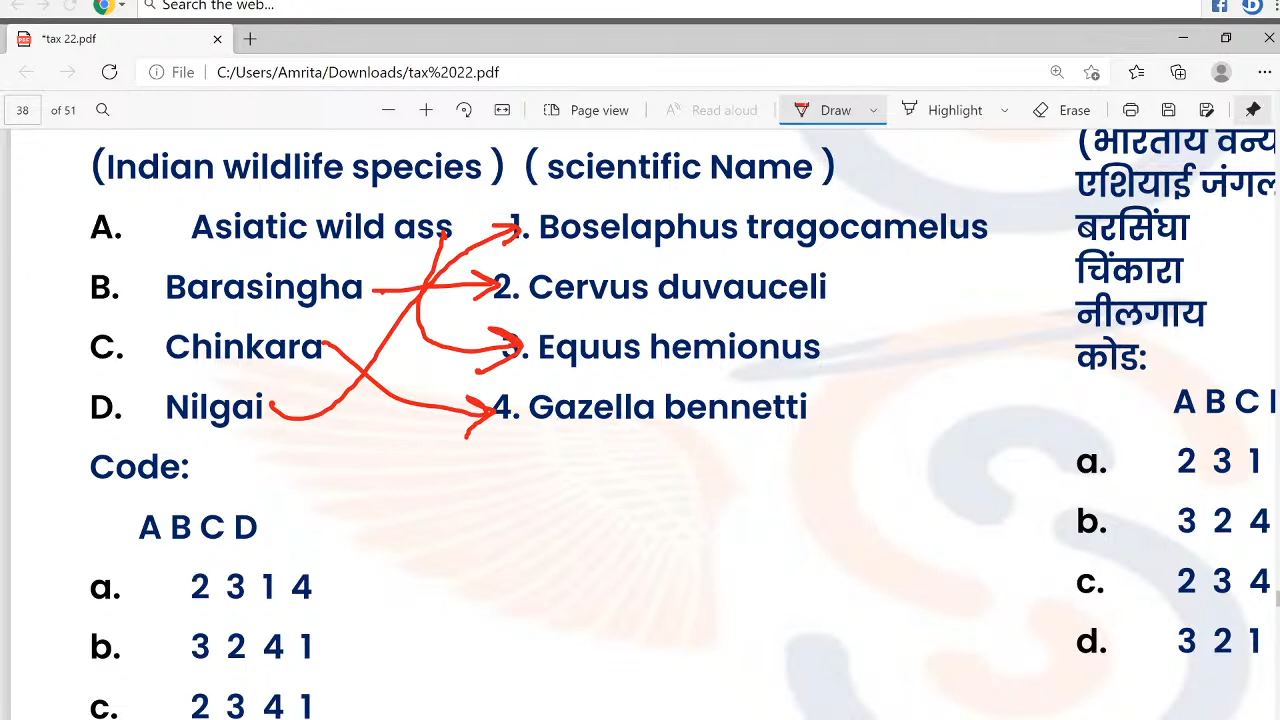 Search the web...
*tax 22.pdf
File C:/Users/Amrita/Downloads/tax%2022.pdf
38 of 51 Page view Read aloud Draw Highlight Erase
(Indian wildlife species ) ( scientific Name )
A. Asiatic wild ass 1. Boselaphus tragocamelus
B. Barasingha 2. Cervus duvauceli
C. Chinkara 3. Equus hemionus
D. Nilgai 4. Gazella bennetti
Code:
A B C D
a. 2 3 1 4
b. 3 2 4 1
c. 2 3 4 1
(भारतीय वन्य
एशियाई जंगल
बरसिंघा
चिंकारा
नीलगाय
कोड:
A B C
a. 2 3 1
b. 3 2 4
c. 2 3 4
d. 3 2 1